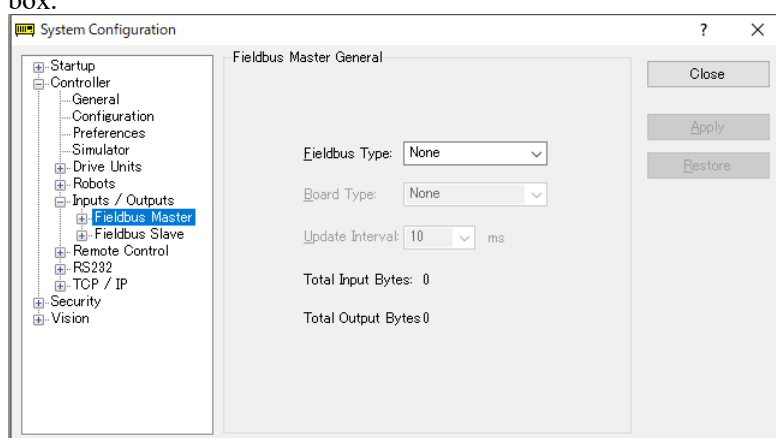 box.
System Configuration
? ×
Startup
Controller
General
Configuration
Preferences
Simulator
Drive Units
Robots
Inputs / Outputs
Fieldbus Master
Fieldbus Slave
Remote Control
RS232
TCP / IP
Security
Vision
Fieldbus Master General
Fieldbus Type: None
Board Type: None
Update Interval: 10 ms
Total Input Bytes: 0
Total Output Bytes 0
Close
Apply
Restore